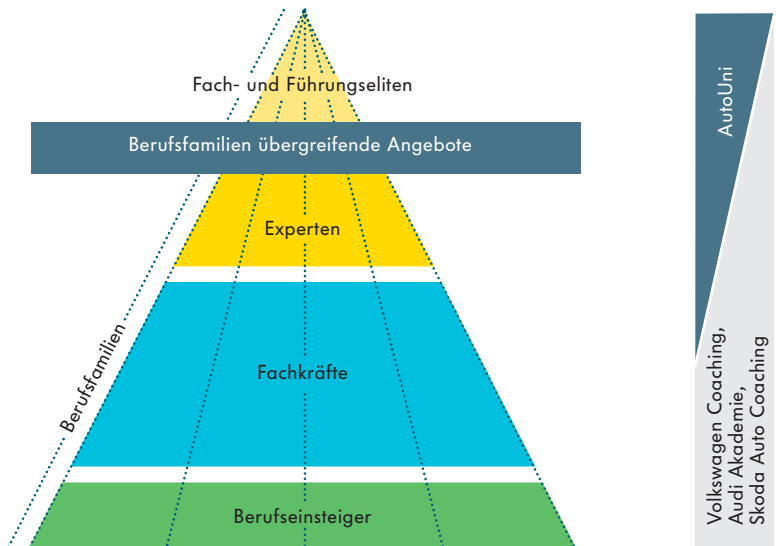 Fach- und Führungseliten
Berufsfamilien übergreifende Angebote
Experten
Fachkräfte
Berufseinsteiger
Berufsfamilien
AutoUni
Volkswagen Coaching,
Audi Akademie,
Skoda Auto Coaching